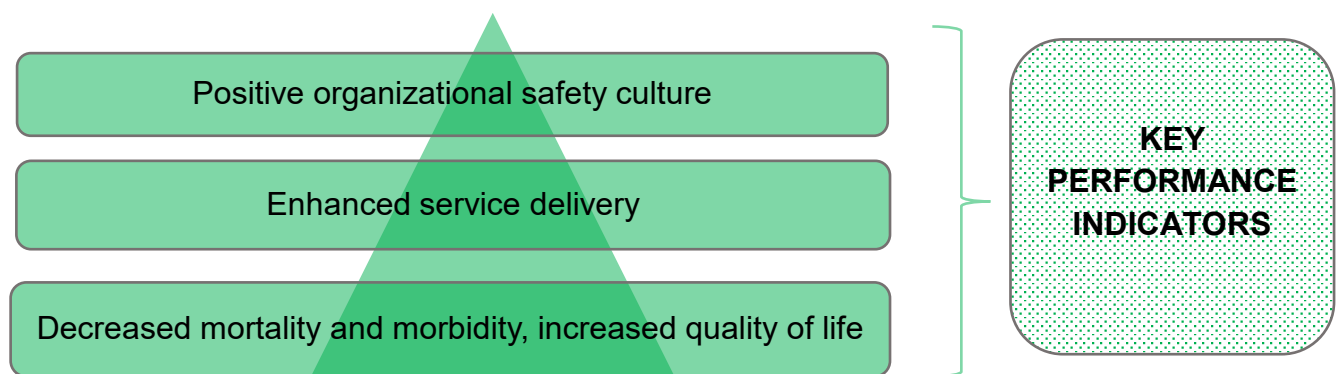 Positive organizational safety culture
Enhanced service delivery
Decreased mortality and morbidity, increased quality of life
KEY
PERFORMANCE
INDICATORS